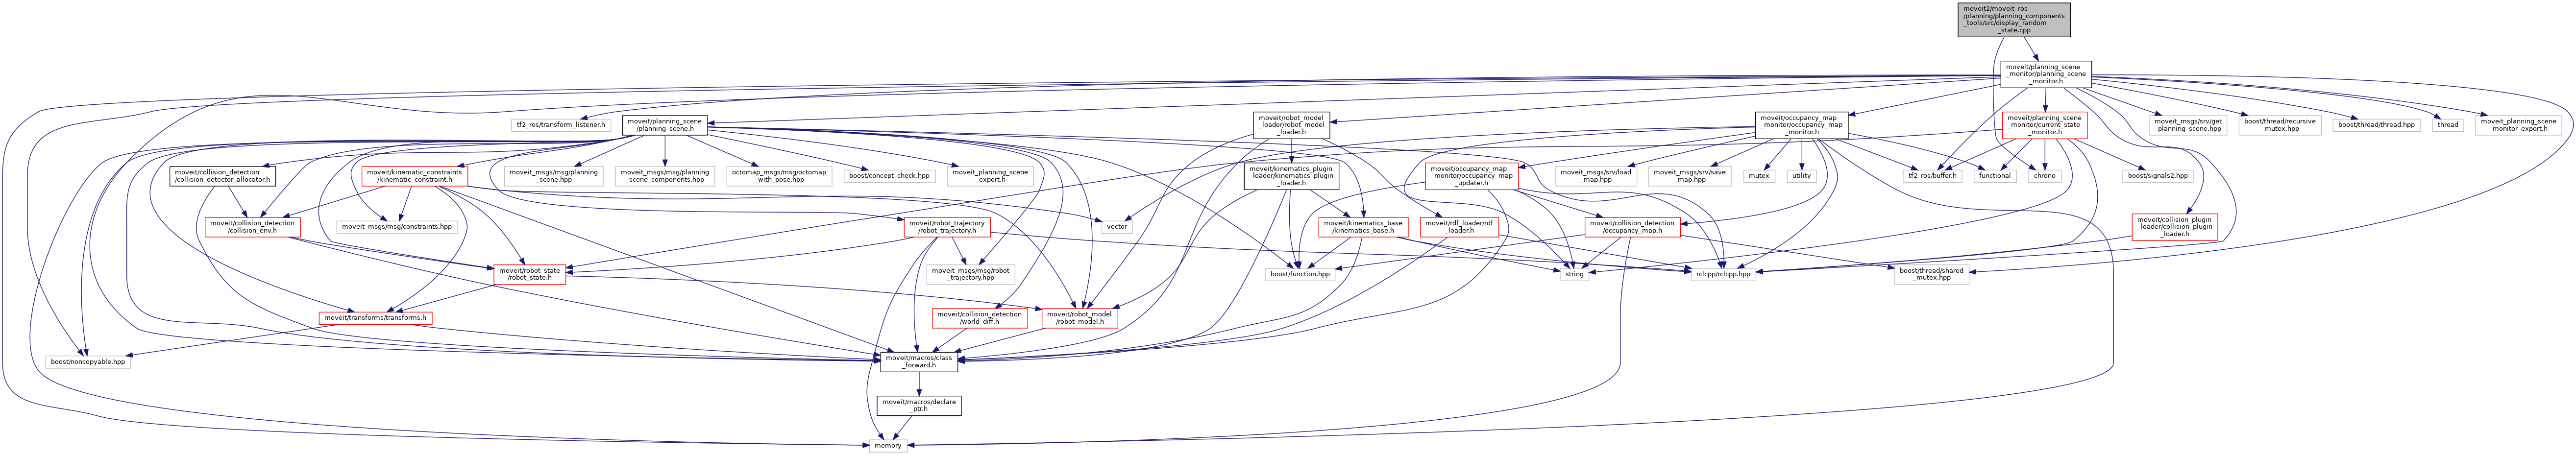 moveit2/moveit_ros
/planning/planning_components
_tools/src/display_random
_state.cpp
moveit/planning_scene
_monitor/planning_scene
_monitor.h
tf2_ros/transform_listener.h
moveit/planning_scene
/planning_scene.h
moveit/robot_model
_loader/robot_model
_loader.h
moveit/occupancy_map
_monitor/occupancy_map
_monitor.h
moveit/planning_scene
_monitor/current_state
_monitor.h
moveit_msgs/srv/get
_planning_scene.hpp
boost/thread/recursive
_mutex.hpp
boost/thread/thread.hpp
thread
moveit_planning_scene
_monitor_export.h
moveit/collision_detection
/collision_detector_allocator.h
moveit/kinematic_constraints
/kinematic_constraint.h
moveit_msgs/msg/planning
_scene.hpp
moveit_msgs/msg/planning
_scene_components.hpp
octomap_msgs/msg/octomap
_with_pose.hpp
boost/concept_check.hpp
moveit_planning_scene
_export.h
moveit/kinematics_plugin
_loader/kinematics_plugin
_loader.h
moveit/occupancy_map
_monitor/occupancy_map
_updater.h
moveit_msgs/srv/load
_map.hpp
moveit_msgs/srv/save
_map.hpp
mutex
utility
tf2_ros/buffer.h
functional
chrono
boost/signals2.hpp
moveit/collision_detection
/collision_env.h
moveit_msgs/msg/constraints.hpp
vector
moveit/robot_trajectory
/robot_trajectory.h
moveit/kinematics_base
/kinematics_base.h
moveit/rdf_loader/rdf
_loader.h
moveit/collision_detection
/occupancy_map.h
moveit/collision_plugin
_loader/collision_plugin
_loader.h
moveit/robot_state
/robot_state.h
moveit_msgs/msg/robot
_trajectory.hpp
boost/function.hpp
string
rclcpp/rclcpp.hpp
boost/thread/shared
_mutex.hpp
moveit/transforms/transforms.h
moveit/collision_detection
/world_diff.h
moveit/robot_model
/robot_model.h
boost/noncopyable.hpp
moveit/macros/class
_forward.h
moveit/macros/declare
_ptr.h
memory